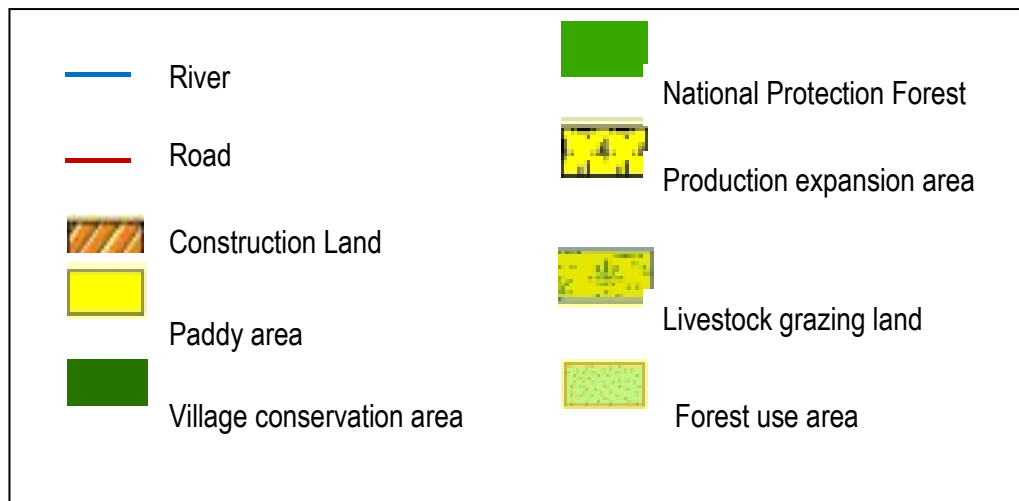 River
Road
Construction Land
Paddy area
Village conservation area
National Protection Forest
Production expansion area
Livestock grazing land
Forest use area